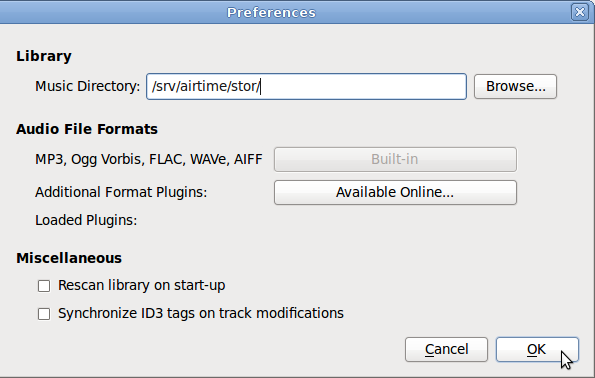 Preferences
Library
Music Directory: /srv/airtime/stor/ Browse...
Audio File Formats
MP3, Ogg Vorbis, FLAC, WAVe, AIFF Built-in
Additional Format Plugins: Available Online...
Loaded Plugins:
Miscellaneous
Rescan library on start-up
Synchronize ID3 tags on track modifications
Cancel OK